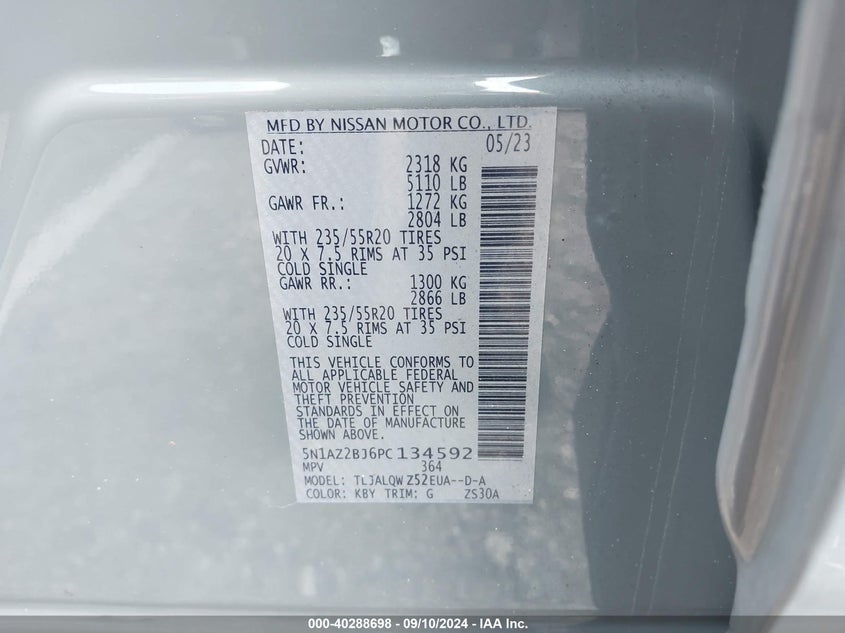 MFD BY NISSAN MOTOR CO., LTD.
DATE: 05/23
GVWR: 2318 KG
5110 LB
GAWR FR.: 1272 KG
2804 LB
WITH 235/55R20 TIRES
20 X 7.5 RIMS AT 35 PSI
COLD SINGLE
GAWR RR.: 1300 KG
2866 LB
WITH 235/55R20 TIRES
20 X 7.5 RIMS AT 35 PSI
COLD SINGLE
THIS VEHICLE CONFORMS TO
ALL APPLICABLE FEDERAL
MOTOR VEHICLE SAFETY AND
THEFT PREVENTION
STANDARDS IN EFFECT ON
THE DATE OF MANUFACTURE
SHOWN ABOVE.
5N1AZ2BJ6PC134592
MPV 364
MODEL: TLJALQW Z52EUA--D-A
COLOR: KBY TRIM: G ZS30A
000-40288698 - 09/10/2024 - IAA Inc.